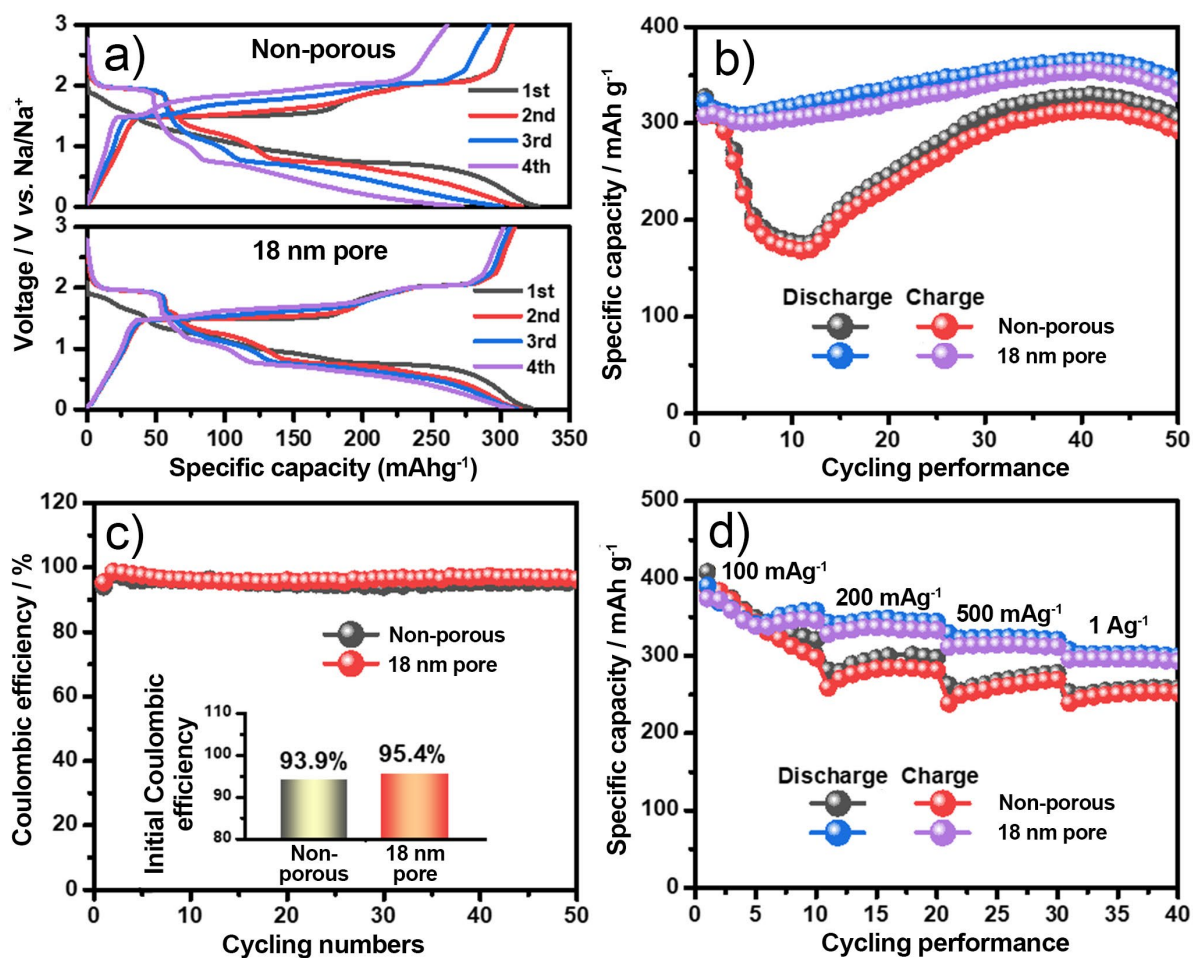 a)
Non-porous
1st
2nd
3rd
4th
3
2
1
0
18 nm pore
1st
2nd
3rd
4th
3
2
1
0
0 50 100 150 200 250 300 350
Voltage / V vs. Na/Na⁺
Specific capacity (mAhg⁻¹)
b)
400
300
200
100
0
Specific capacity / mAh g⁻¹
Discharge Charge
Non-porous
18 nm pore
0 10 20 30 40 50
Cycling performance
c)
120
100
80
60
40
20
0
Coulombic efficiency / %
Non-porous
18 nm pore
Initial Coulombic
efficiency
110
100
90
80
93.9% 95.4%
Non-
porous
18 nm
pore
0 10 20 30 40 50
Cycling numbers
d)
500
400
300
200
100
0
Specific capacity / mAh g⁻¹
100 mAg⁻¹
200 mAg⁻¹
500 mAg⁻¹
1 Ag⁻¹
Discharge Charge
Non-porous
18 nm pore
0 5 10 15 20 25 30 35 40
Cycling performance